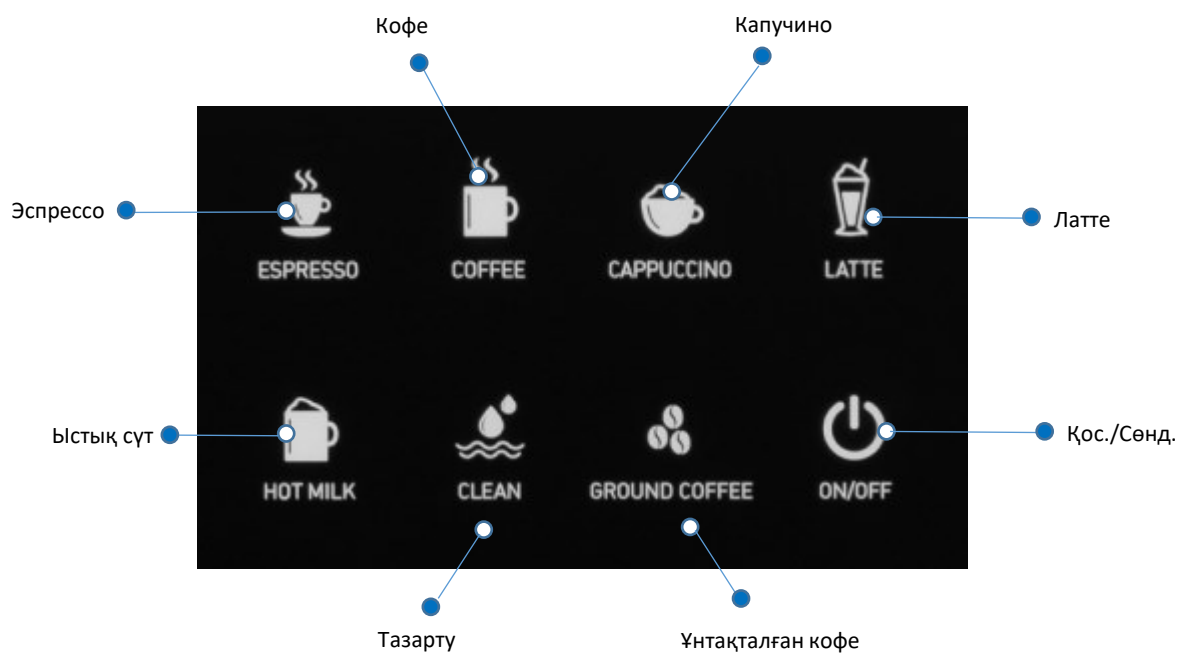 Кофе
Капучино
Эспрессо
Латте
ESPRESSO
COFFEE
CAPPUCCINO
LATTE
Ыстық сүт
Қос./Сөнд.
HOT MILK
CLEAN
GROUND COFFEE
ON/OFF
Тазарту
Ұнтақталған кофе